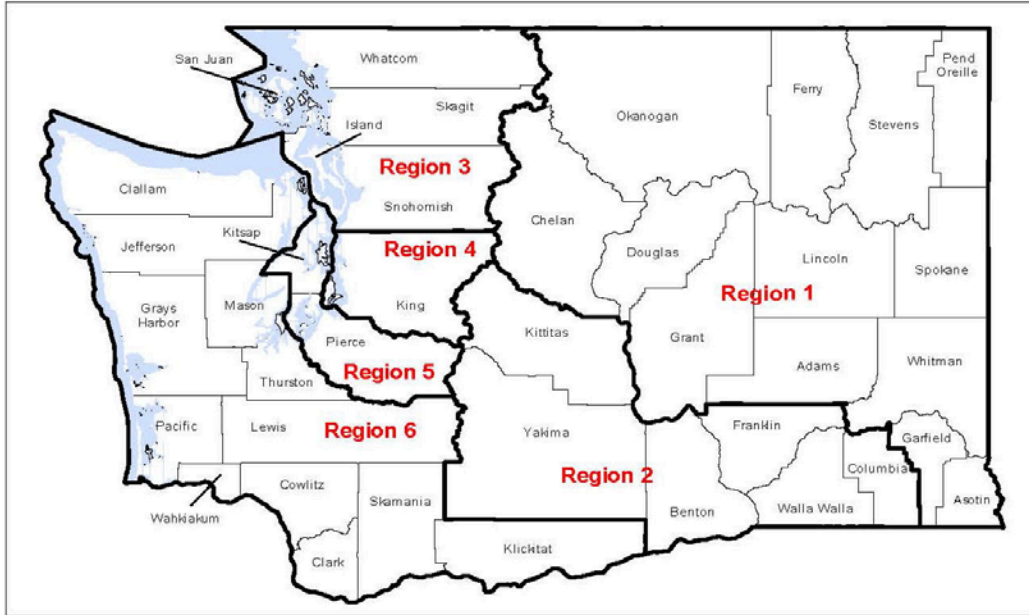 San Juan
Whatcom
Pend
Oreille
Ferry
Okanogan
Stevens
Skagit
Island
Region 3
Clallam
Snohomish
Chelan
Kitsap
Jefferson
Region 4
Douglas
Lincoln
Spokane
Region 1
Mason
King
Grays
Harbor
Kittitas
Grant
Pierce
Whitman
Adams
Region 5
Thurston
Pacific
Lewis
Region 6
Yakima
Franklin
Garfield
Region 2
Columbia
Cowlitz
Skamania
Asotin
Walla Walla
Benton
Wahkiakum
Klicktat
Clark